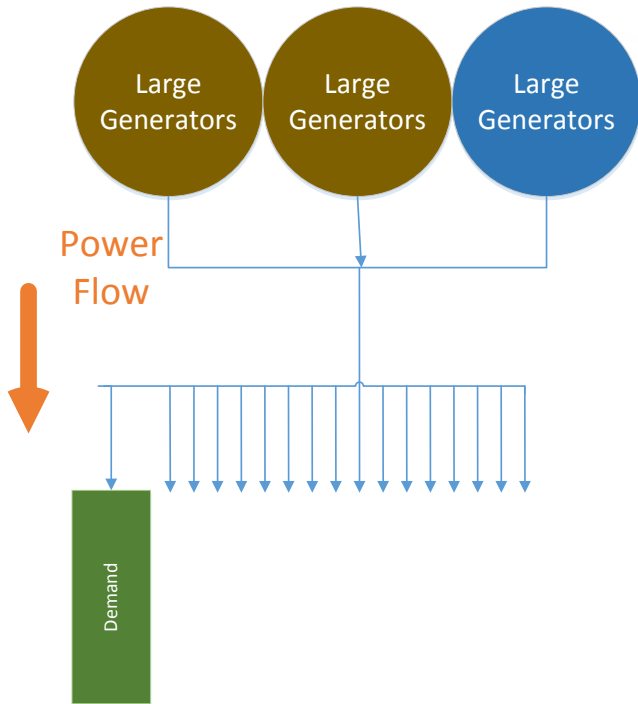 Large
Generators
Large
Generators
Large
Generators
Power
Flow
Demand